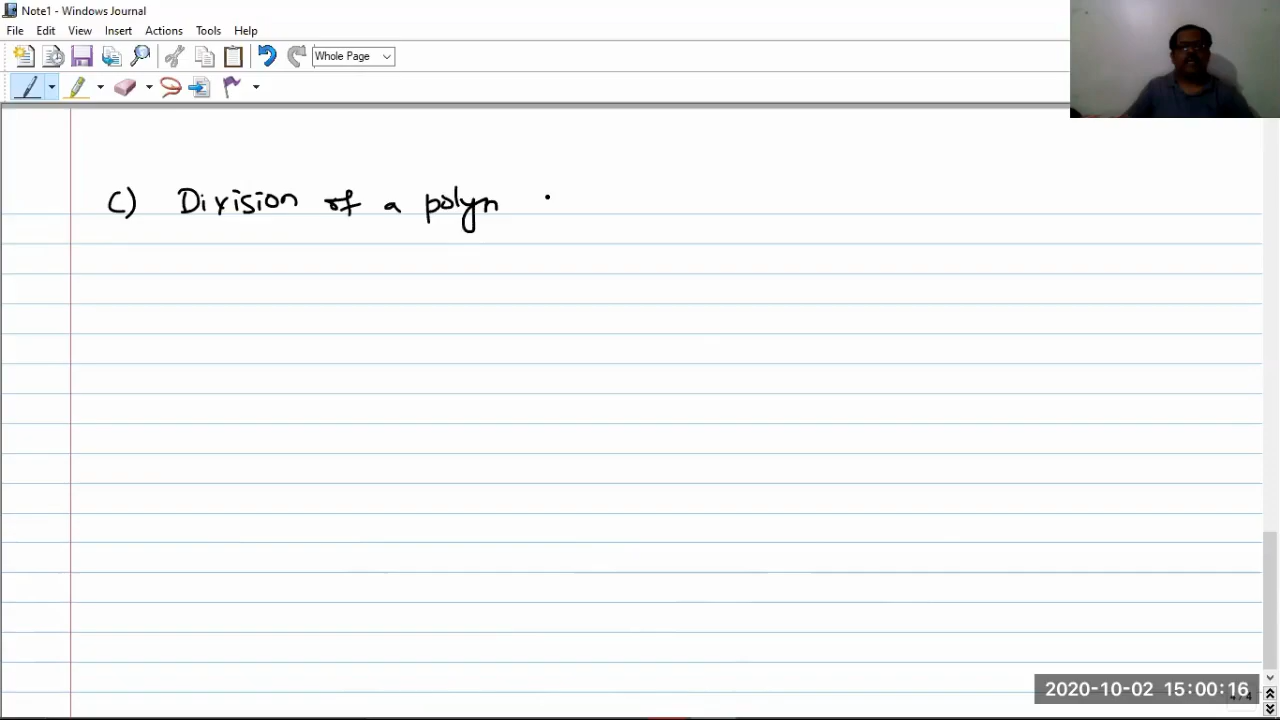 Note1 - Windows Journal
File Edit View Insert Actions Tools Help
Whole Page
C) Division of a polyn
2020-10-02 15:00:16